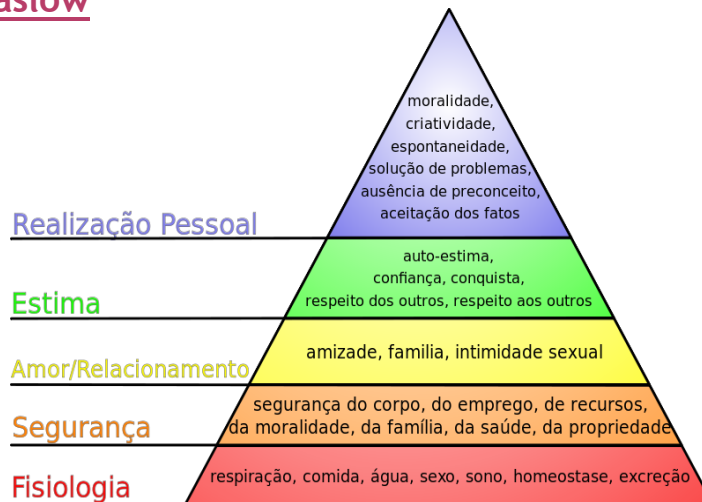 moralidade,
criatividade,
espontaneidade,
solução de problemas,
ausência de preconceito,
aceitação dos fatos
Realização Pessoal
auto-estima,
confiança, conquista,
respeito dos outros, respeito aos outros
Estima
amizade, familia, intimidade sexual
Amor/Relacionamento
segurança do corpo, do emprego, de recursos,
da moralidade, da família, da saúde, da propriedade
Segurança
respiração, comida, água, sexo, sono, homeostase, excreção
Fisiologia